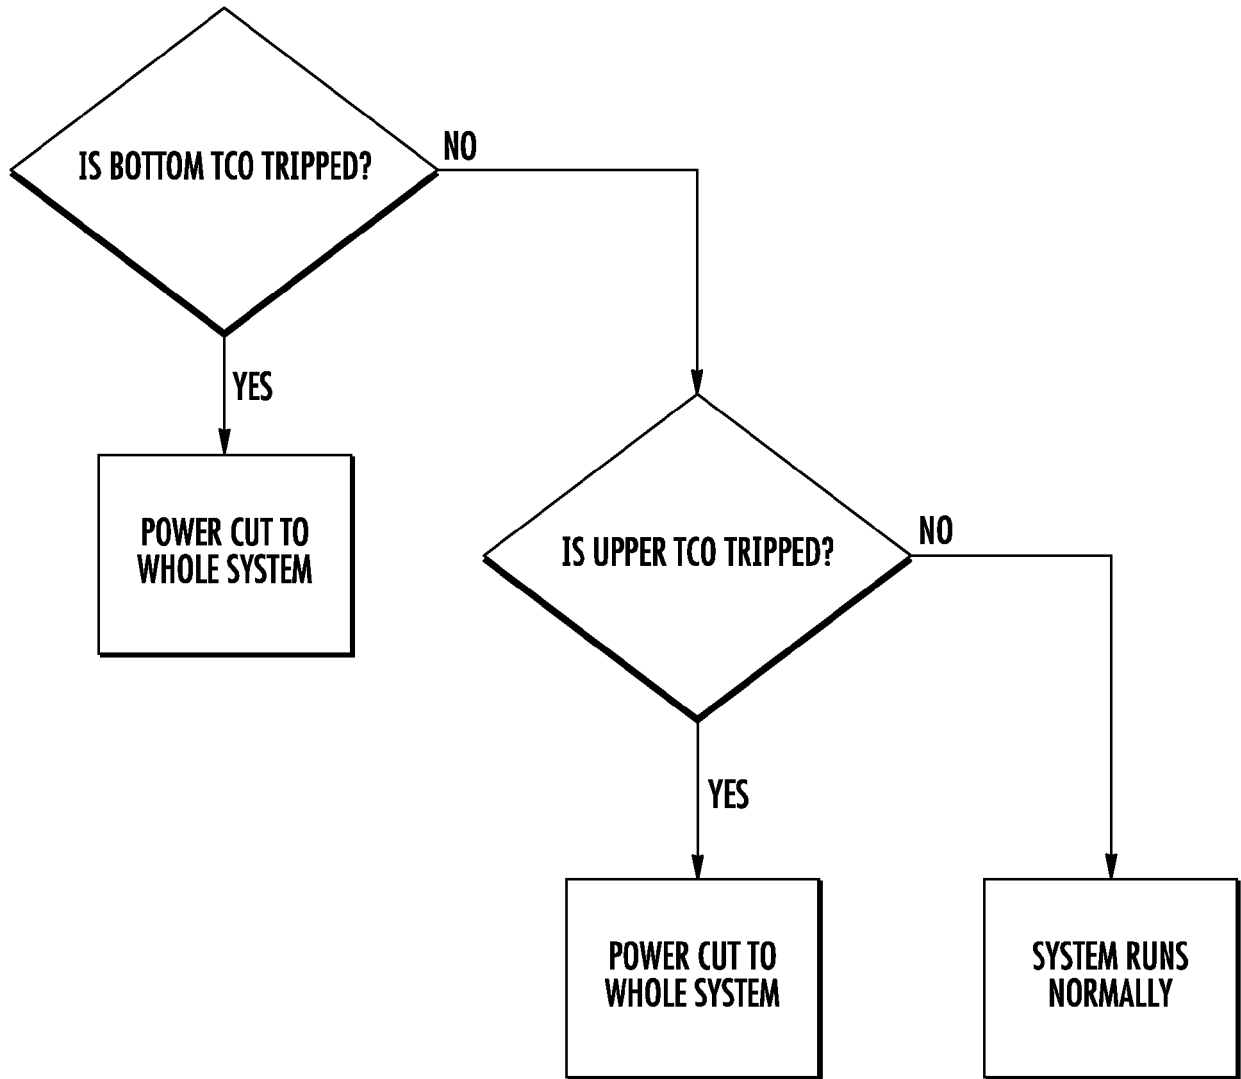 IS BOTTOM TCO TRIPPED?
NO
YES
POWER CUT TO
WHOLE SYSTEM
IS UPPER TCO TRIPPED?
NO
YES
POWER CUT TO
WHOLE SYSTEM
SYSTEM RUNS
NORMALLY